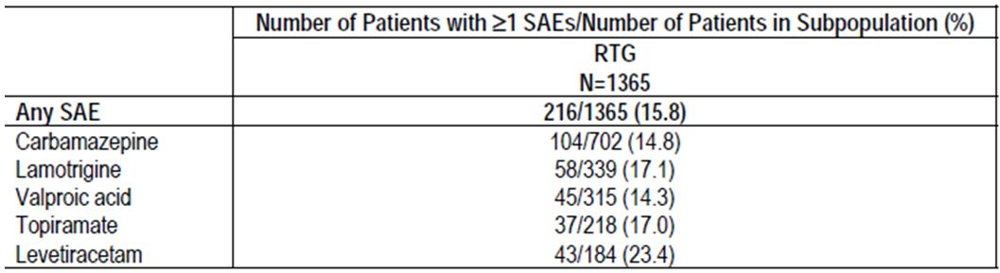 Number of Patients with ≥1 SAEs/Number of Patients in Subpopulation (%)
RTG
N=1365
Any SAE 216/1365 (15.8)
Carbamazepine 104/702 (14.8)
Lamotrigine 58/339 (17.1)
Valproic acid 45/315 (14.3)
Topiramate 37/218 (17.0)
Levetiracetam 43/184 (23.4)